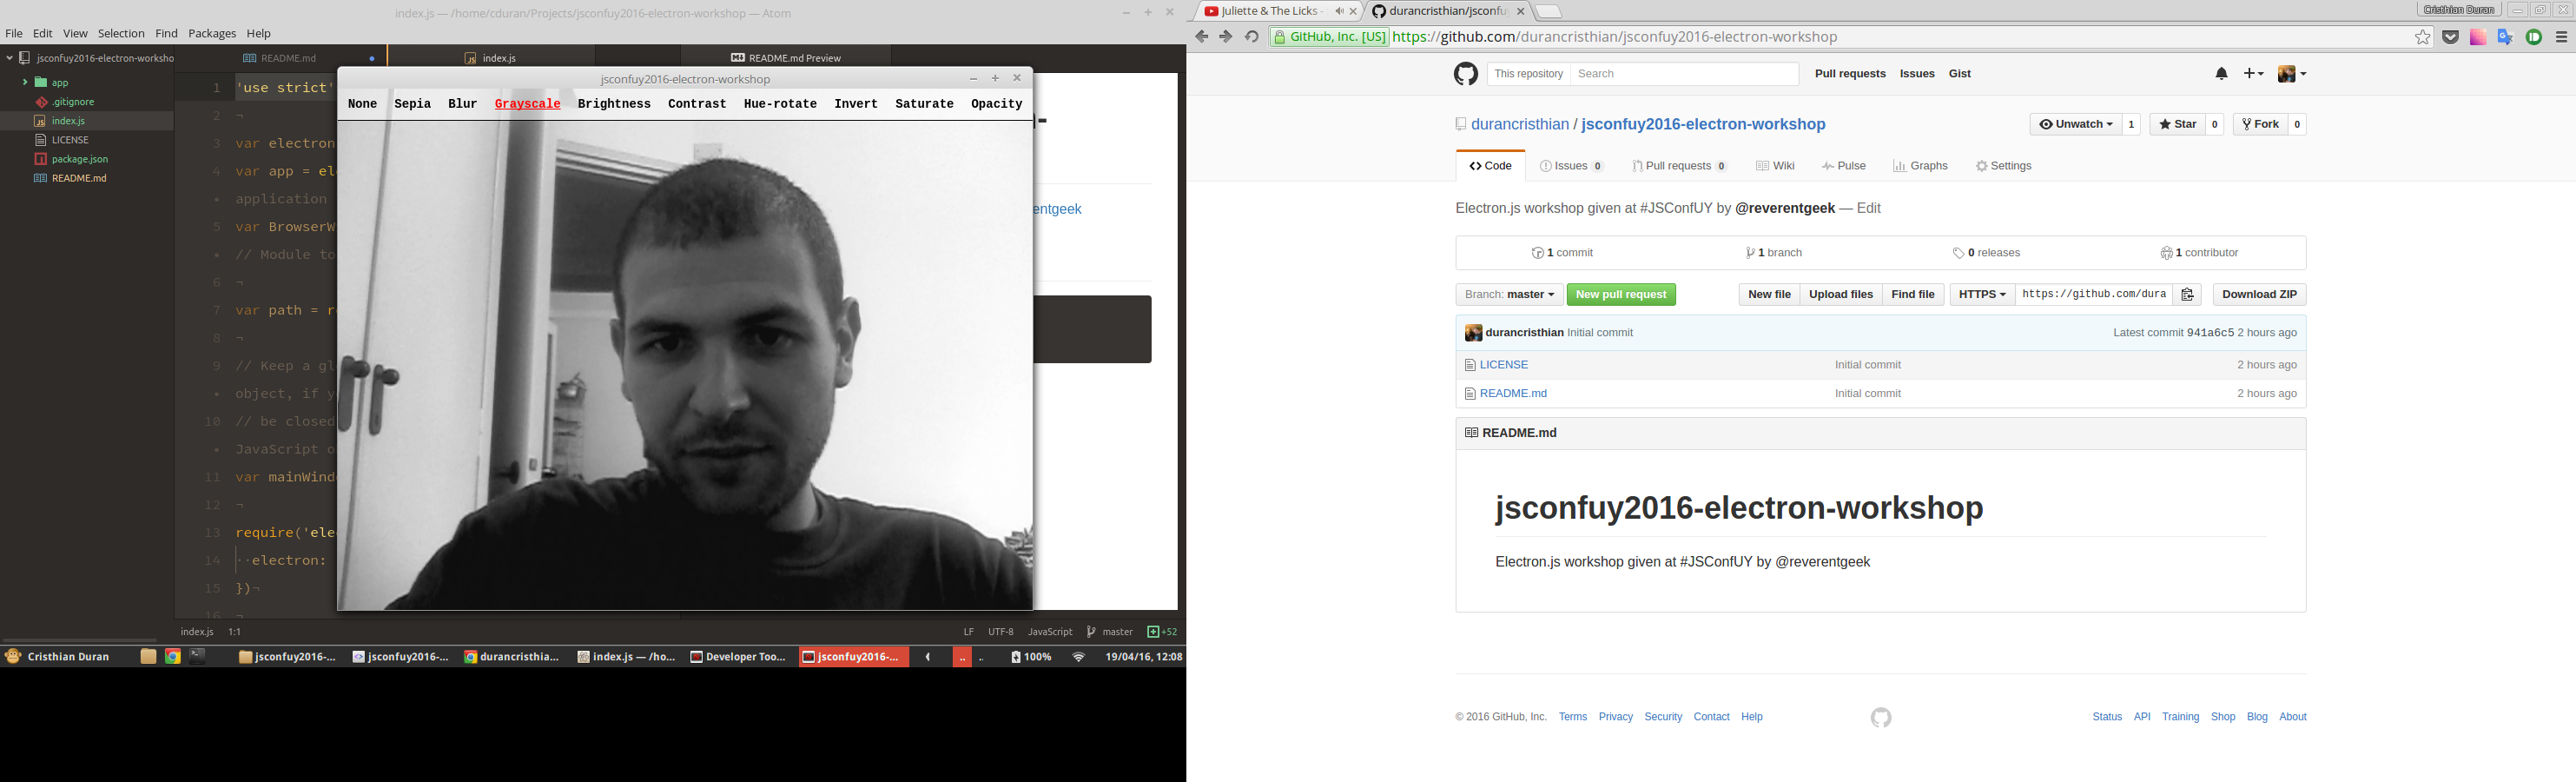 index.js — /home/cduran/Projects/jsconfuy2016-electron-workshop — Atom
File Edit View Selection Find Packages Help
jsconfuy2016-electron-worksho
app
.gitignore
index.js
LICENSE
package.json
README.md
README.md
index.js
README.md Preview
1 'use strict'
2 ¬
3 var electron
4 var app = ele
• application
5 var BrowserW
• // Module to
6 ¬
7 var path = re
8 ¬
9 // Keep a gl
• object, if y
10 // be closed
• JavaScript o
11 var mainWind
12 ¬
13 require('elec
14 ··electron:
15 })¬
16 ¬
entgeek
jsconfuy2016-electron-workshop
None Sepia Blur Grayscale Brightness Contrast Hue-rotate Invert Saturate Opacity
index.js 1:1
LF UTF-8 JavaScript master +52
Cristhian Duran
jsconfuy2016-...
jsconfuy2016-...
durancristhia...
index.js — /ho...
Developer Too...
jsconfuy2016-...
100%
19/04/16, 12:08
Juliette & The Licks -
durancristhian/jsconfu
Cristhian Duran
GitHub, Inc. [US] https://github.com/durancristhian/jsconfuy2016-electron-workshop
This repository Search
Pull requests Issues Gist
durancristhian / jsconfuy2016-electron-workshop
Unwatch 1 Star 0 Fork 0
Code Issues 0 Pull requests 0 Wiki Pulse Graphs Settings
Electron.js workshop given at #JSConfUY by @reverentgeek — Edit
1 commit 1 branch 0 releases 1 contributor
Branch: master New pull request New file Upload files Find file HTTPS https://github.com/dura Download ZIP
durancristhian Initial commit Latest commit 941a6c5 2 hours ago
LICENSE Initial commit 2 hours ago
README.md Initial commit 2 hours ago
README.md
jsconfuy2016-electron-workshop
Electron.js workshop given at #JSConfUY by @reverentgeek
© 2016 GitHub, Inc. Terms Privacy Security Contact Help
Status API Training Shop Blog About